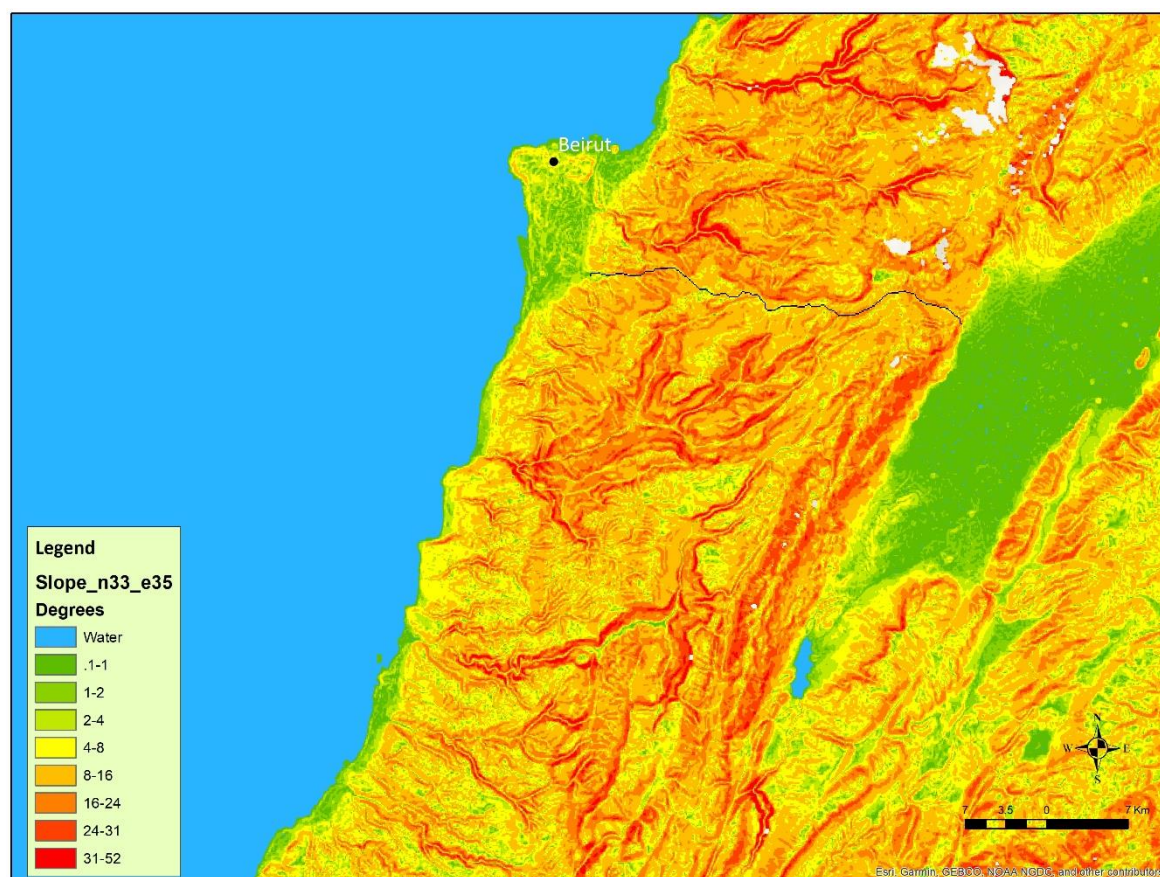 Beirut
Legend
Slope_n33_e35
Degrees
Water
.1-1
1-2
2-4
4-8
8-16
16-24
24-31
31-52
N
W E
S
7 3.5 0 7 Km
Esri, Garmin, GEBCO, NOAA NGDC, and other contributors